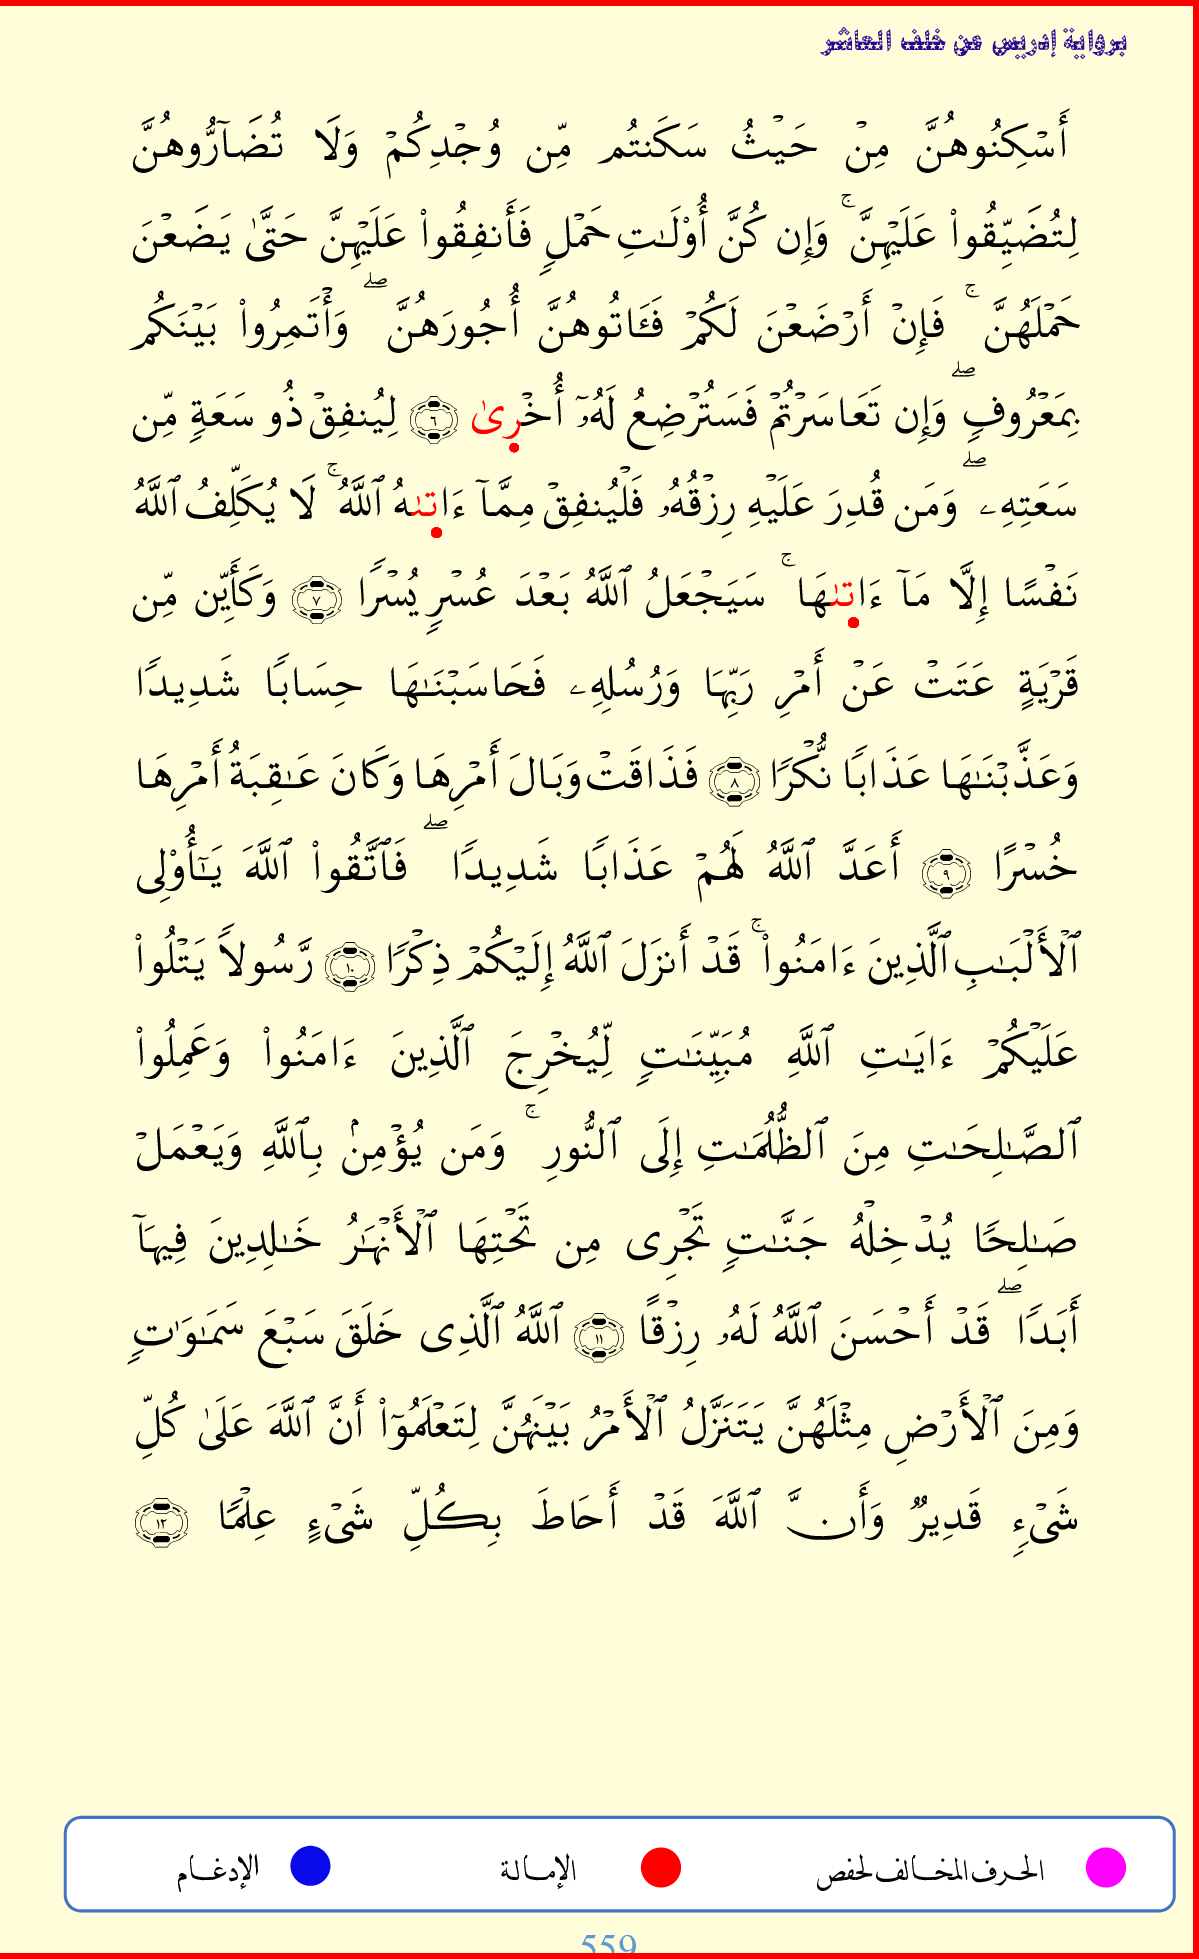 برواية إدريس عن خلف العاشر
أَسْكِنُوهُنَّ مِنْ حَيْثُ سَكَنتُم مِّن وُجْدِكُمْ وَلَا تُضَآرُّوهُنَّ
لِتُضَيِّقُوا۟ عَلَيْهِنَّ ۚ وَإِن كُنَّ أُو۟لَـٰتِ حَمْلٍ فَأَنفِقُوا۟ عَلَيْهِنَّ حَتَّىٰ يَضَعْنَ
حَمْلَهُنَّ ۚ فَإِنْ أَرْضَعْنَ لَكُمْ فَـَٔاتُوهُنَّ أُجُورَهُنَّ ۖ وَأْتَمِرُوا۟ بَيْنَكُم
بِمَعْرُوفٍ ۖ وَإِن تَعَاسَرْتُمْ فَسَتُرْضِعُ لَهُۥٓ أُخْرِىٰ ٦ لِيُنفِقْ ذُو سَعَةٍ مِّن
سَعَتِهِۦ ۖ وَمَن قُدِرَ عَلَيْهِ رِزْقُهُۥ فَلْيُنفِقْ مِمَّآ ءَاتىٰهُ ٱللَّهُ ۚ لَا يُكَلِّفُ ٱللَّهُ
نَفْسًا إِلَّا مَآ ءَاتىٰهَا ۚ سَيَجْعَلُ ٱللَّهُ بَعْدَ عُسْرٍ يُسْرًا ٧ وَكَأَيِّن مِّن
قَرْيَةٍ عَتَتْ عَنْ أَمْرِ رَبِّهَا وَرُسُلِهِۦ فَحَاسَبْنَـٰهَا حِسَابًا شَدِيدًا
وَعَذَّبْنَـٰهَا عَذَابًا نُّكْرًا ٨ فَذَاقَتْ وَبَالَ أَمْرِهَا وَكَانَ عَـٰقِبَةُ أَمْرِهَا
خُسْرًا ٩ أَعَدَّ ٱللَّهُ لَهُمْ عَذَابًا شَدِيدًا ۖ فَٱتَّقُوا۟ ٱللَّهَ يَـٰٓأُو۟لِى
ٱلْأَلْبَـٰبِ ٱلَّذِينَ ءَامَنُوا۟ ۚ قَدْ أَنزَلَ ٱللَّهُ إِلَيْكُمْ ذِكْرًا ١٠ رَّسُولًا يَتْلُوا۟
عَلَيْكُمْ ءَايَـٰتِ ٱللَّهِ مُبَيِّنَـٰتٍ لِّيُخْرِجَ ٱلَّذِينَ ءَامَنُوا۟ وَعَمِلُوا۟
ٱلصَّـٰلِحَـٰتِ مِنَ ٱلظُّلُمَـٰتِ إِلَى ٱلنُّورِ ۚ وَمَن يُؤْمِنۢ بِٱللَّهِ وَيَعْمَلْ
صَـٰلِحًا يُدْخِلْهُ جَنَّـٰتٍ تَجْرِى مِن تَحْتِهَا ٱلْأَنْهَـٰرُ خَـٰلِدِينَ فِيهَآ
أَبَدًا ۖ قَدْ أَحْسَنَ ٱللَّهُ لَهُۥ رِزْقًا ١١ ٱللَّهُ ٱلَّذِى خَلَقَ سَبْعَ سَمَـٰوَٰتٍ
وَمِنَ ٱلْأَرْضِ مِثْلَهُنَّ يَتَنَزَّلُ ٱلْأَمْرُ بَيْنَهُنَّ لِتَعْلَمُوٓا۟ أَنَّ ٱللَّهَ عَلَىٰ كُلِّ
شَىْءٍ قَدِيرٌ وَأَنَّ ٱللَّهَ قَدْ أَحَاطَ بِكُلِّ شَىْءٍ عِلْمًۢا ١٢
الحرف المخالف لحفص الإمالة الإدغام
559